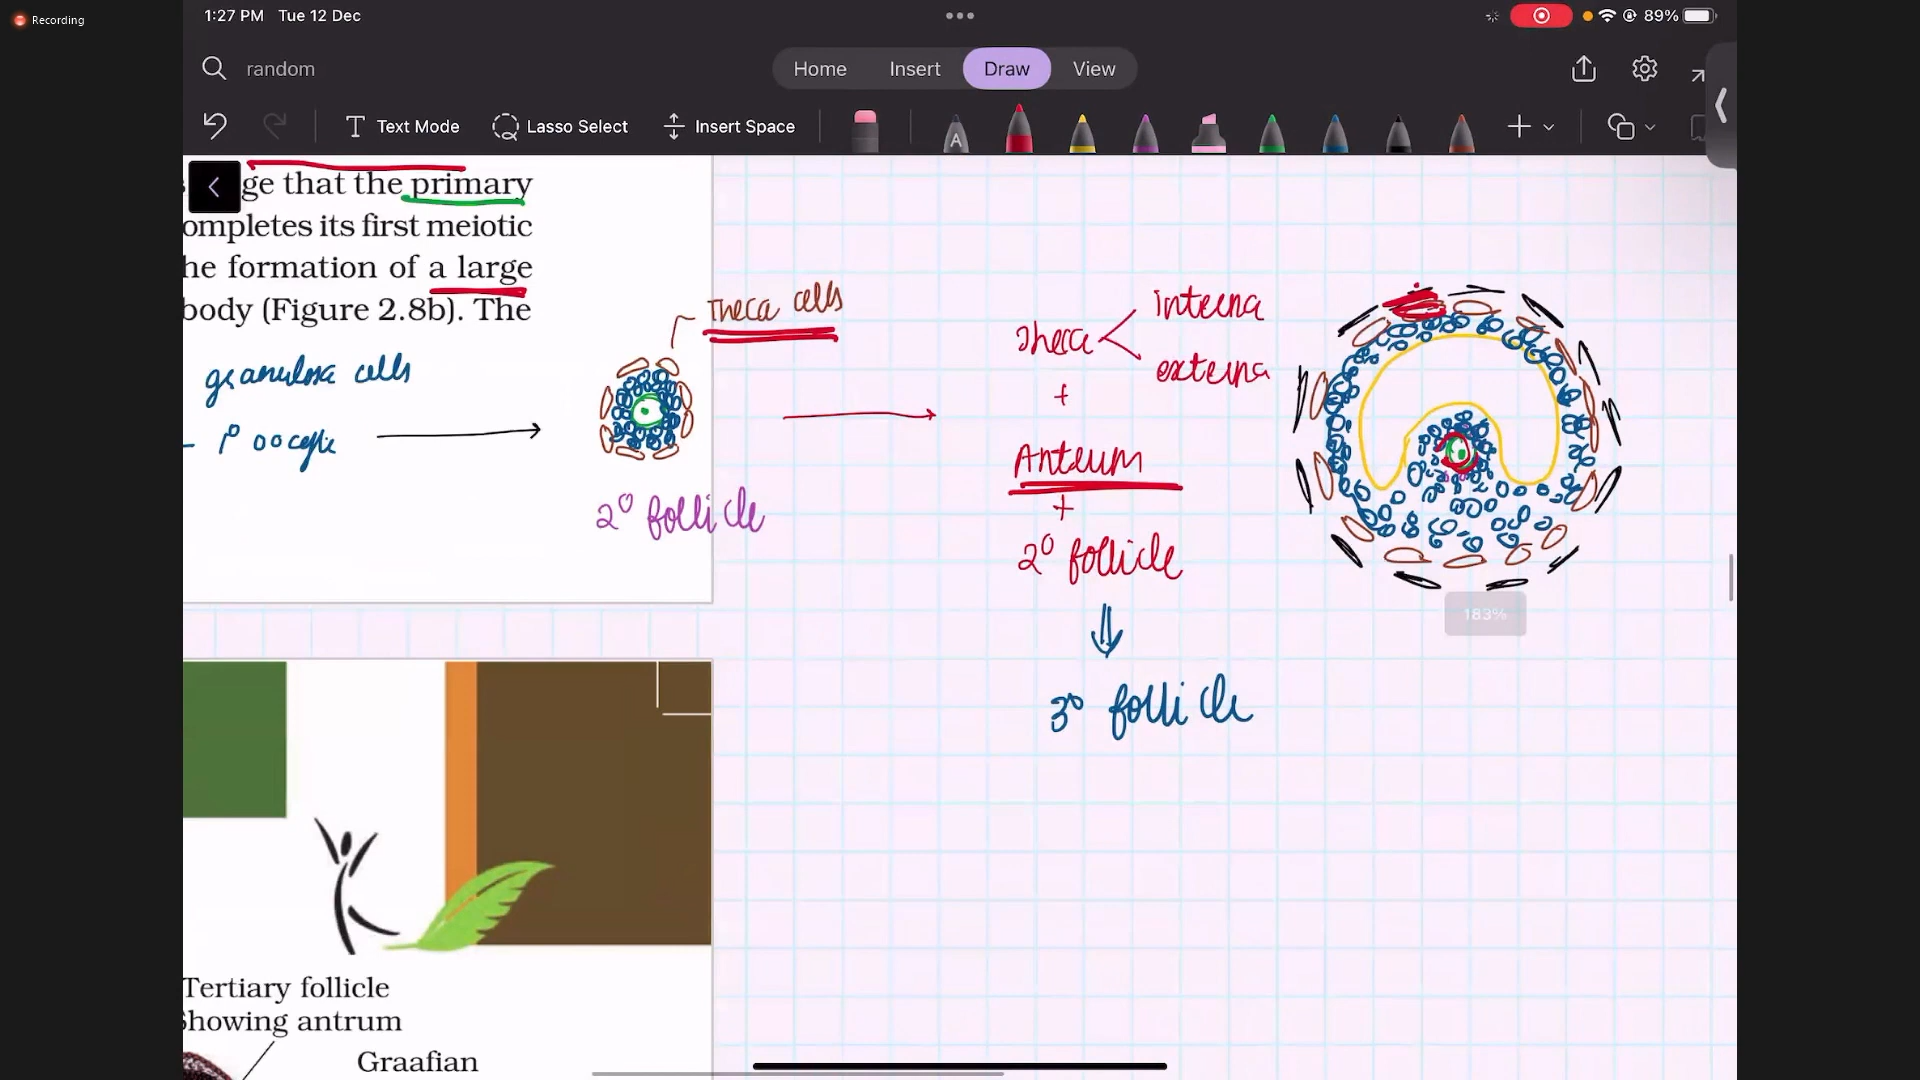 Recording
1:27 PM Tue 12 Dec
89%
random
Home Insert Draw View
Text Mode Lasso Select Insert Space
A
ge that the primary
ompletes its first meiotic
he formation of a large
body (Figure 2.8b). The
granulosa cells
1° oocyte
Theca cells
2° follicle
Theca
interna
externa
+
Antrum
+
2° follicle
3° follicle
183%
Tertiary follicle
Showing antrum
Graafian